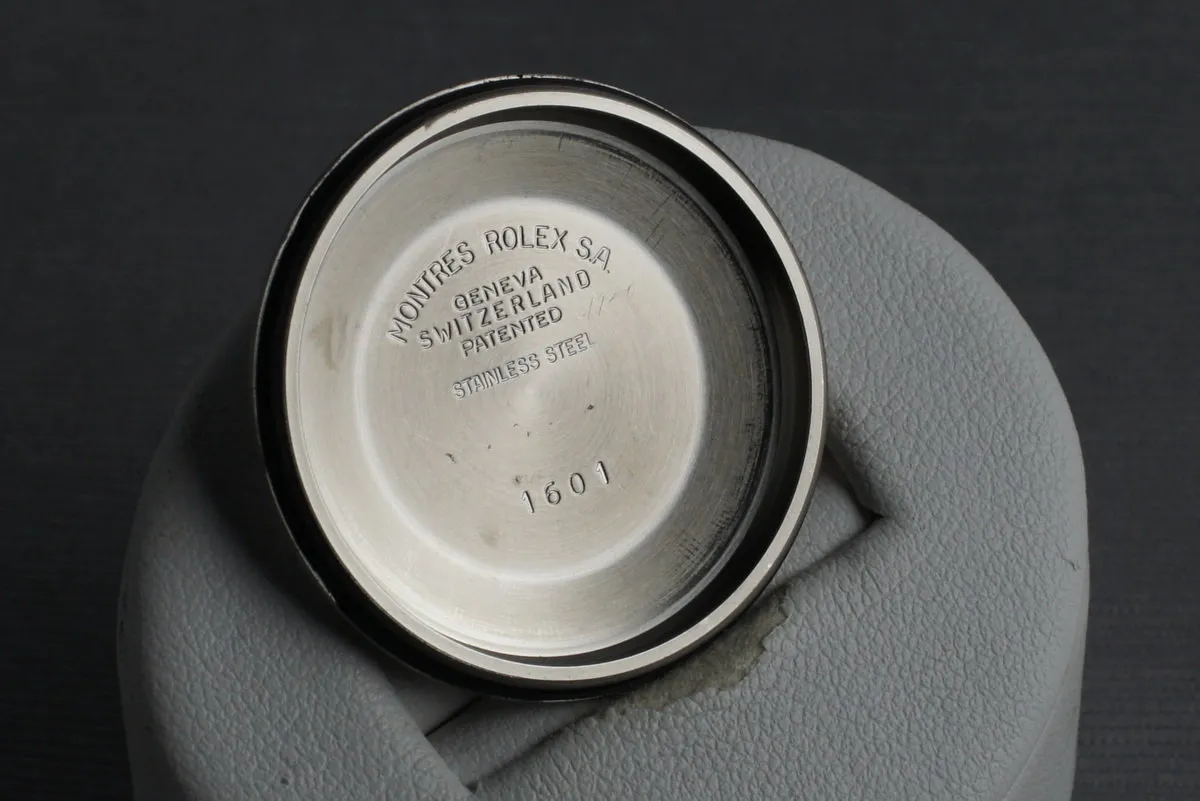 MONTRES ROLEX S.A.
GENEVA
SWITZERLAND
PATENTED
STAINLESS STEEL
1601